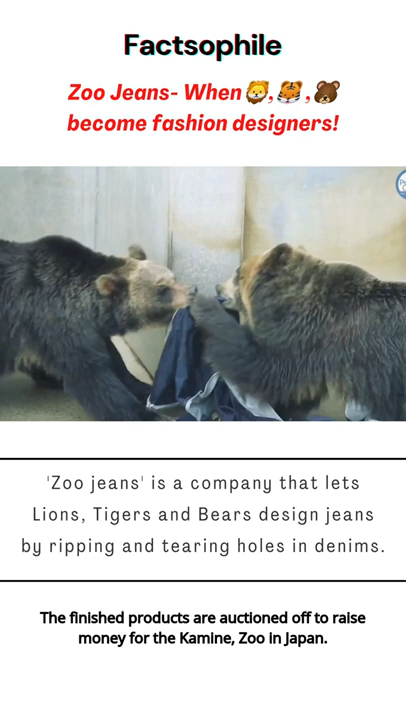 Factsophile
Zoo Jeans- When🦁,🐯,🐻
become fashion designers!
'Zoo jeans' is a company that lets
Lions, Tigers and Bears design jeans
by ripping and tearing holes in denims.
The finished products are auctioned off to raise
money for the Kamine, Zoo in Japan.